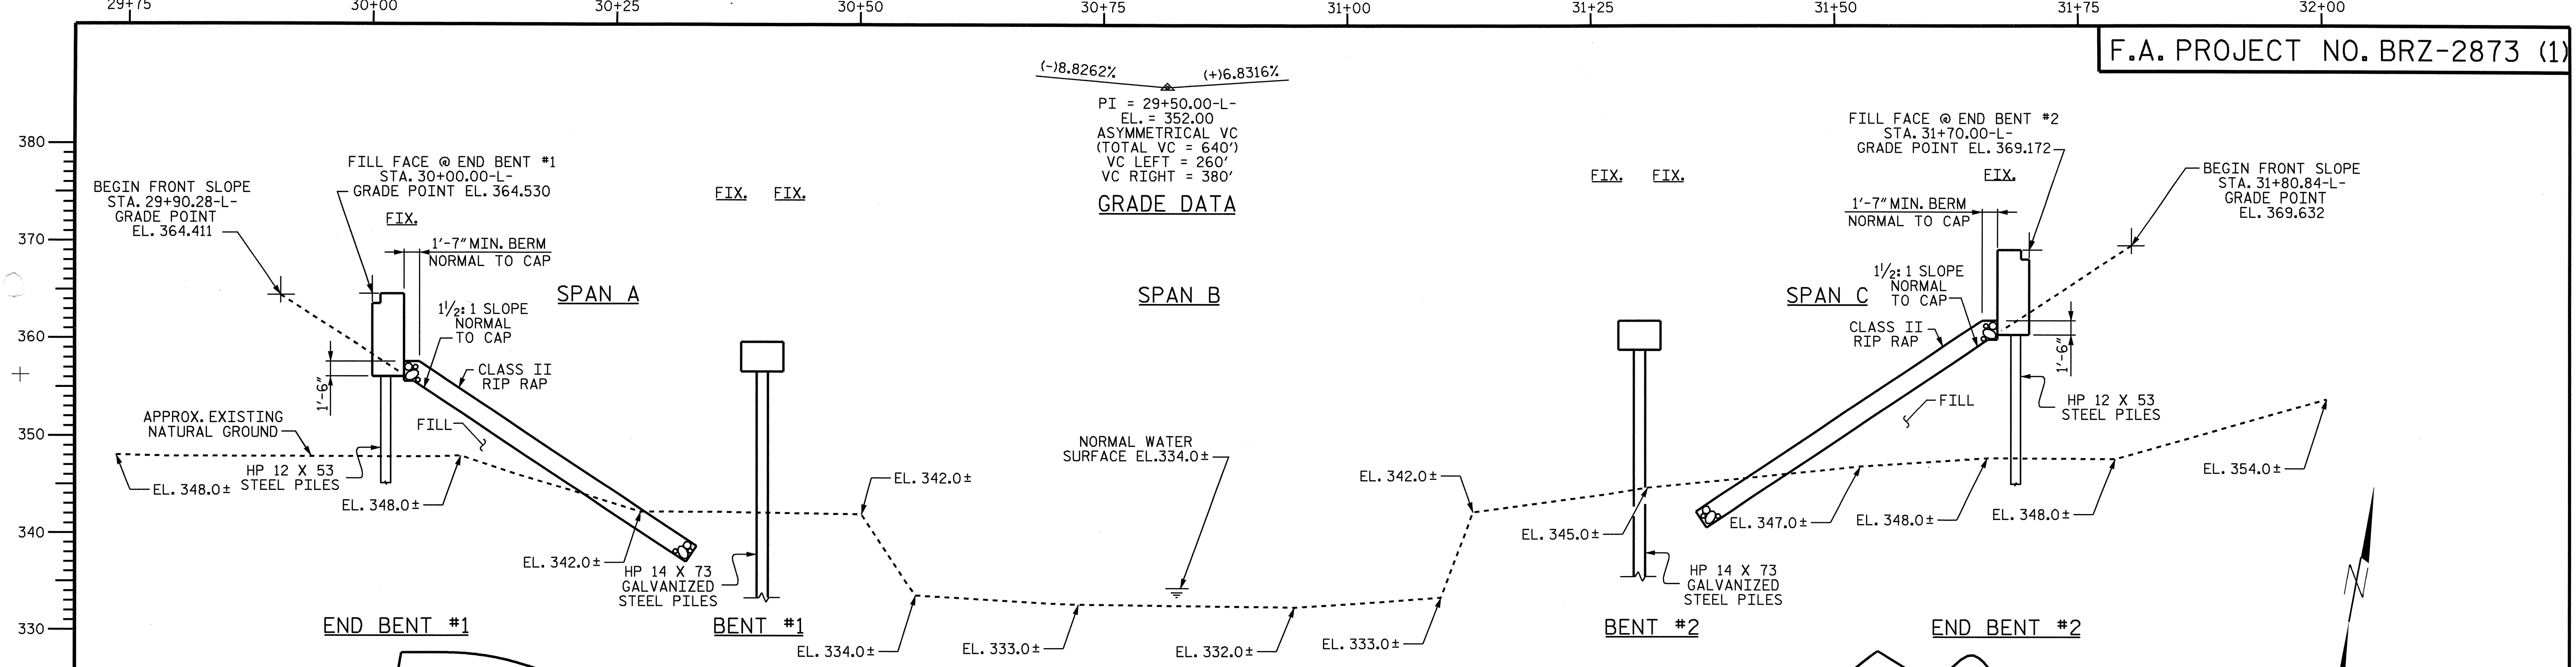 29+75 30+00 30+25 30+50 30+75 31+00 31+25 31+50 31+75 32+00
F.A. PROJECT NO. BRZ-2873 (1)
(-)8.8262% (+)6.8316%
PI = 29+50.00-L-
EL. = 352.00
ASYMMETRICAL VC
(TOTAL VC = 640')
VC LEFT = 260'
VC RIGHT = 380'
GRADE DATA
380
370
360
350
340
330
BEGIN FRONT SLOPE
STA. 29+90.28-L-
GRADE POINT
EL. 364.411
FILL FACE @ END BENT #1
STA. 30+00.00-L-
GRADE POINT EL. 364.530
FIX.
1'-7" MIN. BERM
NORMAL TO CAP
FIX. FIX.
SPAN A
1½:1 SLOPE
NORMAL
TO CAP
CLASS II
RIP RAP
1'-6"
APPROX. EXISTING
NATURAL GROUND
FILL
HP 12 X 53
STEEL PILES
EL. 348.0±
EL. 348.0±
EL. 342.0±
HP 14 X 73
GALVANIZED
STEEL PILES
END BENT #1
BENT #1
SPAN B
EL. 342.0±
NORMAL WATER
SURFACE EL.334.0±
EL. 334.0±
EL. 333.0±
EL. 332.0±
EL. 333.0±
EL. 342.0±
FIX. FIX.
FILL FACE @ END BENT #2
STA. 31+70.00-L-
GRADE POINT EL. 369.172
FIX.
1'-7" MIN. BERM
NORMAL TO CAP
BEGIN FRONT SLOPE
STA. 31+80.84-L-
GRADE POINT
EL. 369.632
SPAN C
1½:1 SLOPE
NORMAL
TO CAP
CLASS II
RIP RAP
1'-6"
FILL
HP 12 X 53
STEEL PILES
EL. 345.0±
EL. 347.0±
EL. 348.0±
EL. 348.0±
EL. 354.0±
HP 14 X 73
GALVANIZED
STEEL PILES
BENT #2
END BENT #2